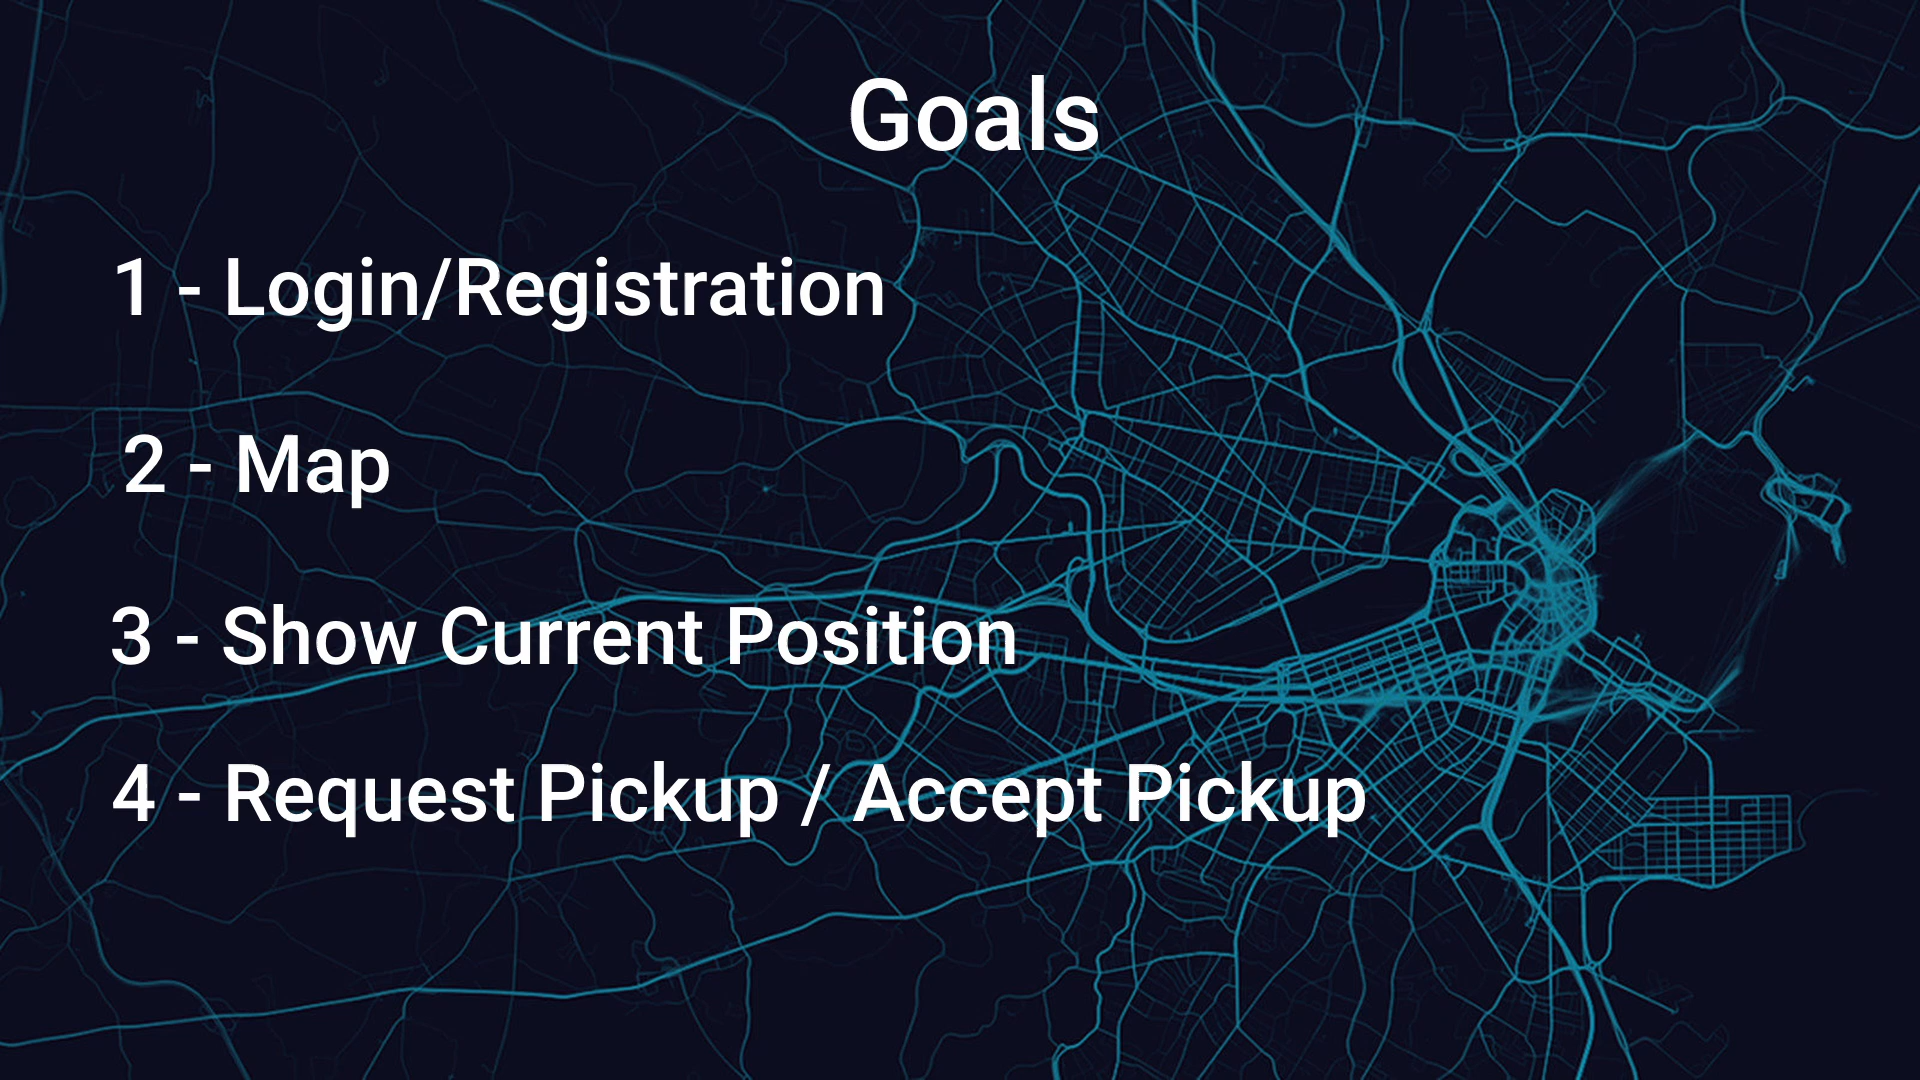 Goals
1 - Login/Registration
2 - Map
3 - Show Current Position
4 - Request Pickup / Accept Pickup